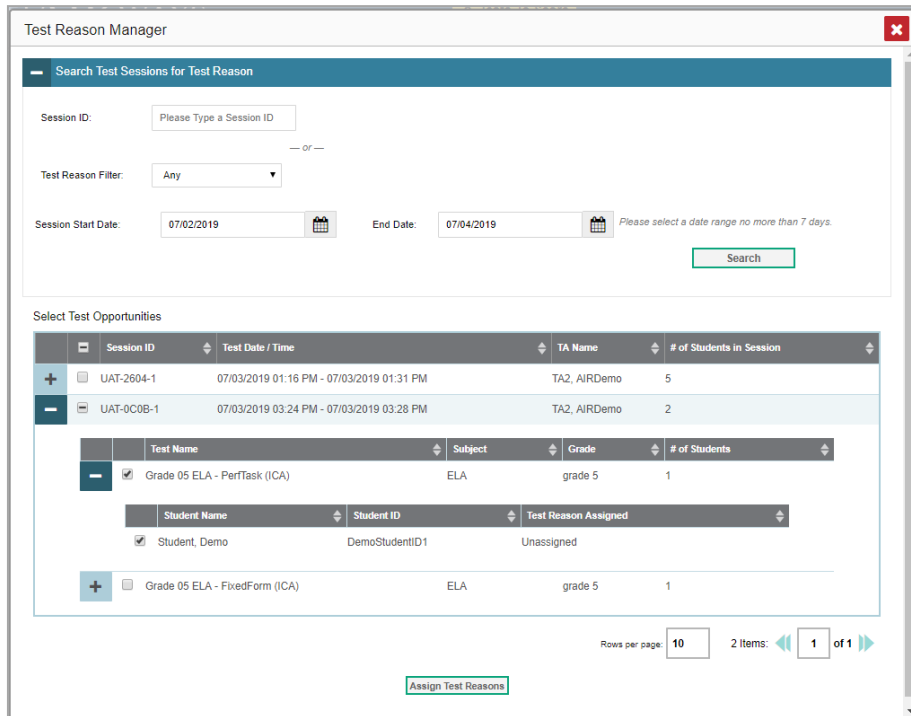 Test Reason Manager
Search Test Sessions for Test Reason
Session ID: Please Type a Session ID
— or —
Test Reason Filter: Any
Session Start Date: 07/02/2019 End Date: 07/04/2019 Please select a date range no more than 7 days.
Search
Select Test Opportunities
Session ID Test Date / Time TA Name # of Students in Session
UAT-2604-1 07/03/2019 01:16 PM - 07/03/2019 01:31 PM TA2, AIRDemo 5
UAT-0C0B-1 07/03/2019 03:24 PM - 07/03/2019 03:28 PM TA2, AIRDemo 2
Test Name Subject Grade # of Students
Grade 05 ELA - PerfTask (ICA) ELA grade 5 1
Student Name Student ID Test Reason Assigned
Student, Demo DemoStudentID1 Unassigned
Grade 05 ELA - FixedForm (ICA) ELA grade 5 1
Rows per page: 10 2 Items: 1 of 1
Assign Test Reasons